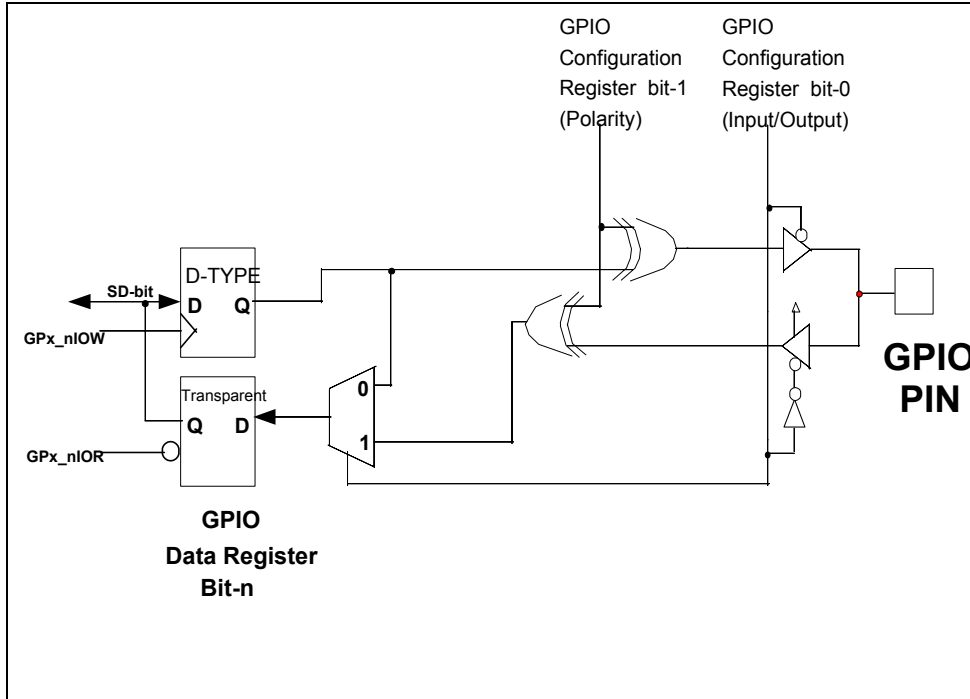 GPIO
Configuration
Register bit-1
(Polarity)
GPIO
Configuration
Register bit-0
(Input/Output)
D-TYPE
SD-bit
D
Q
GPx_nIOW
GPIO
PIN
Transparent
0
Q
D
1
GPx_nIOR
GPIO
Data Register
Bit-n